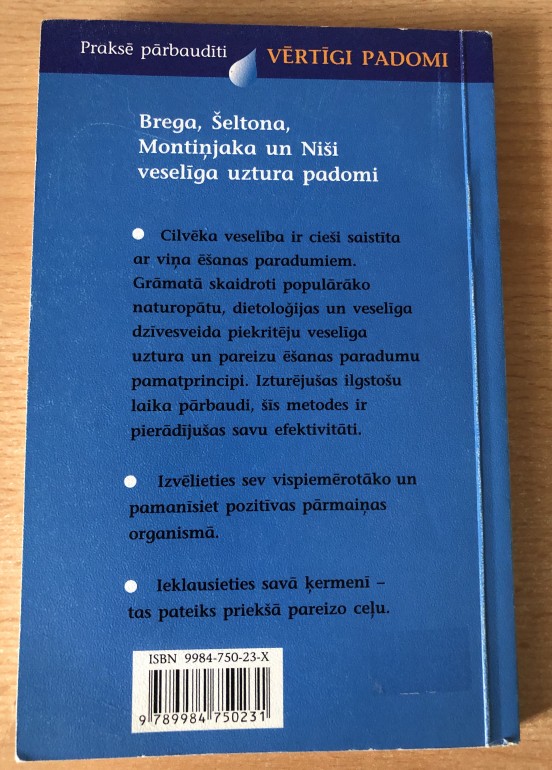 Praksē pārbaudīti VĒRTĪGI PADOMI
Brega, Šeltona,
Montiņjaka un Niši
veselīga uztura padomi
Cilvēka veselība ir cieši saistīta
ar viņa ēšanas paradumiem.
Grāmatā skaidroti populārāko
naturopātu, dietoloģijas un veselīga
dzīvesveida piekritēju veselīga
uztura un pareizu ēšanas paradumu
pamatprincipi. Izturējušas ilgstošu
laika pārbaudi, šīs metodes ir
pierādījušas savu efektivitāti.
Izvēlieties sev vispiemērotāko un
pamanīsiet pozitīvas pārmaiņas
organismā.
Ieklausieties savā ķermenī –
tas pateiks priekšā pareizo ceļu.
ISBN 9984-750-23-X
9 789984 750231